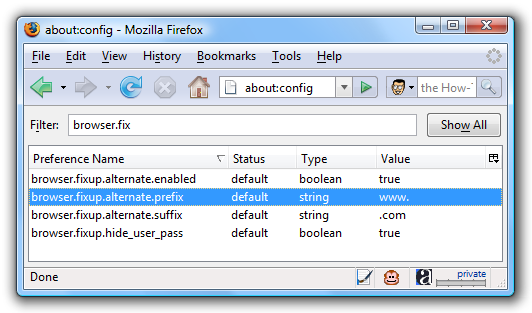 about:config - Mozilla Firefox
File Edit View History Bookmarks Tools Help
about:config the How-
Filter: browser.fix Show All
Preference Name Status Type Value
browser.fixup.alternate.enabled default boolean true
browser.fixup.alternate.prefix default string www.
browser.fixup.alternate.suffix default string .com
browser.fixup.hide_user_pass default boolean true
Done private